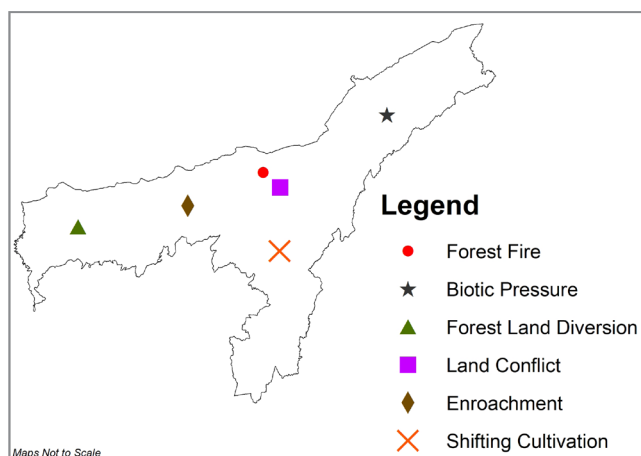 Legend
Forest Fire
Biotic Pressure
Forest Land Diversion
Land Conflict
Enroachment
Shifting Cultivation
Maps Not to Scale